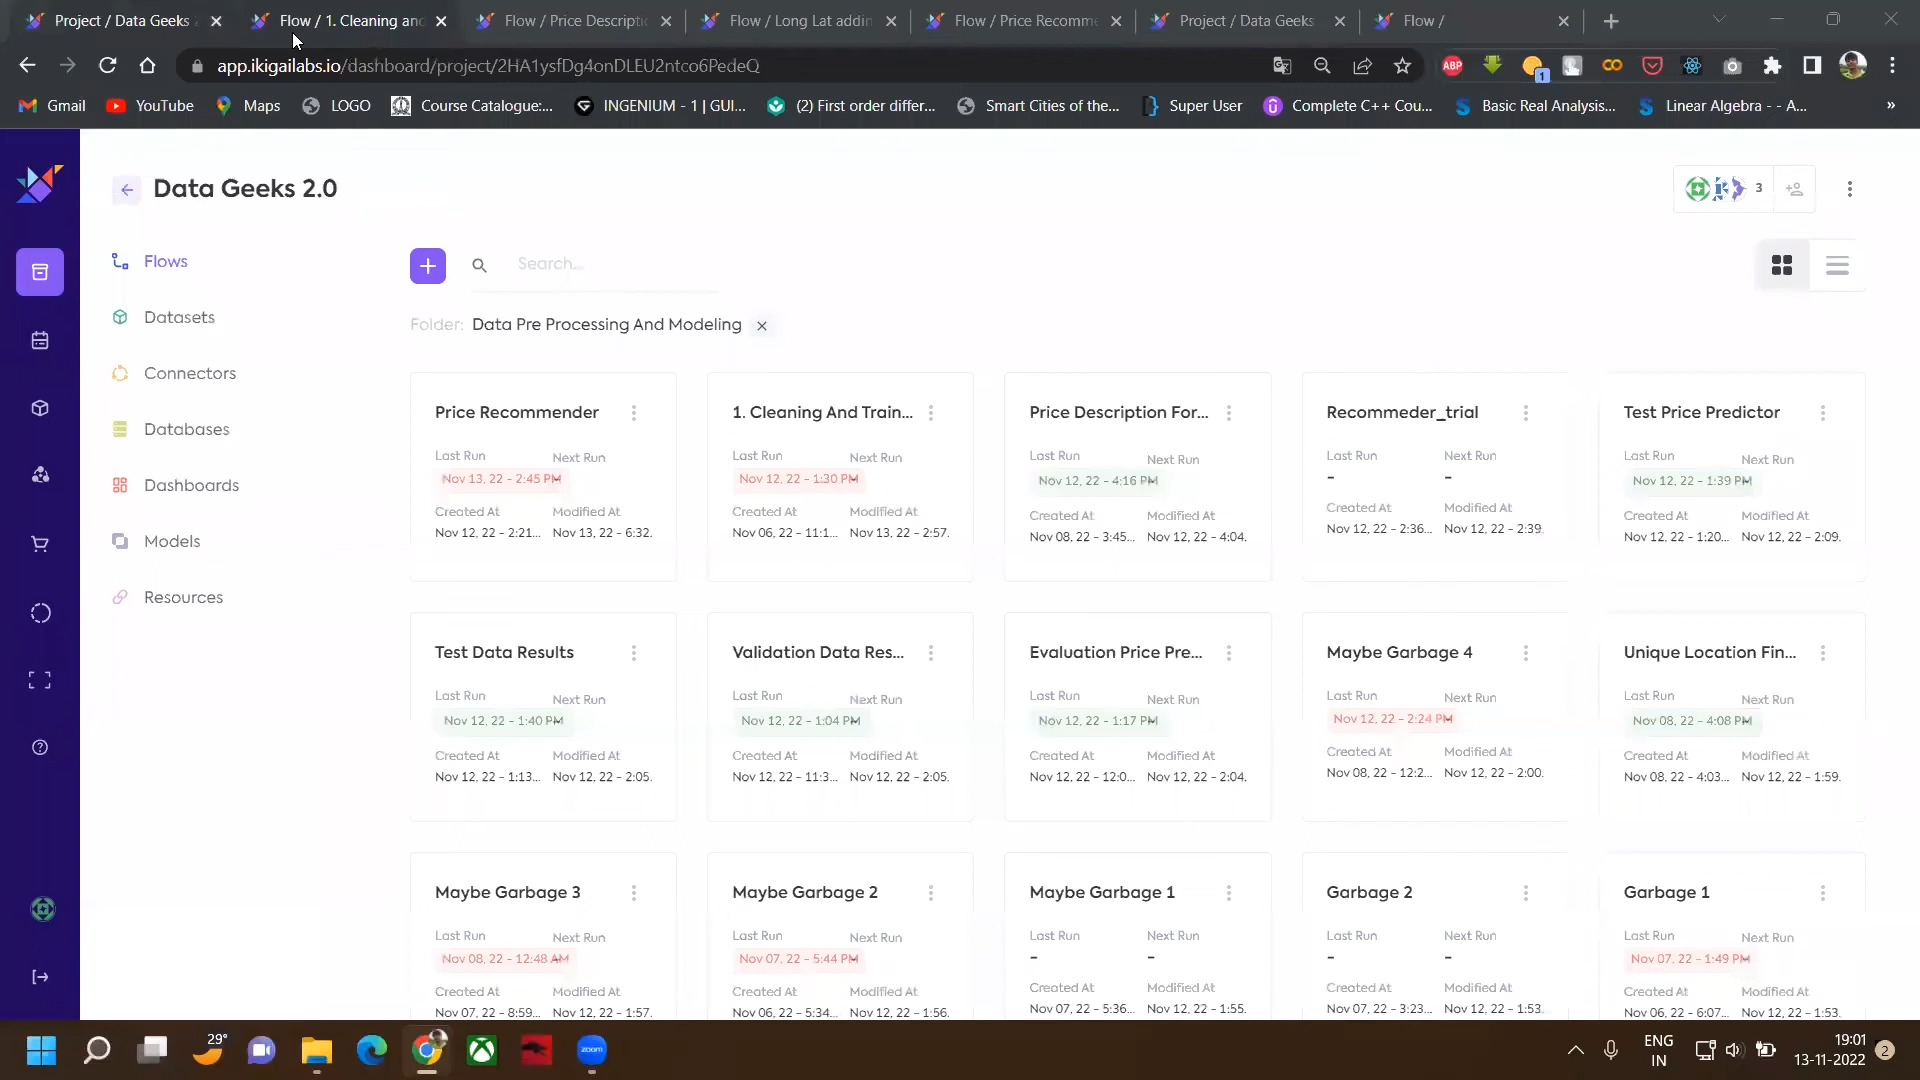 Project / Data Geeks 2
Flow / 1. Cleaning and
Flow / Price Descripti
Flow / Long Lat addin
Flow / Price Recomme
Project / Data Geeks
Flow /
app.ikigailabs.io/dashboard/project/2HA1ysfDg4onDLEU2ntco6PedeQ
ABP
1
Gmail
YouTube
Maps
LOGO
Course Catalogue:...
INGENIUM - 1 | GUI...
(2) First order differ...
Smart Cities of the...
Super User
Complete C++ Cou...
Basic Real Analysis...
Linear Algebra - - A...
»
Data Geeks 2.0
3
Flows
Datasets
Connectors
Databases
Dashboards
Models
Resources
Search...
Folder: Data Pre Processing And Modeling
Price Recommender
Last Run Next Run
Nov 13, 22 - 2:45 PM
Created At Modified At
Nov 12, 22 - 2:21... Nov 13, 22 - 6:32.
1. Cleaning And Train...
Last Run Next Run
Nov 12, 22 - 1:30 PM
Created At Modified At
Nov 06, 22 - 11:1... Nov 13, 22 - 2:57.
Price Description For...
Last Run Next Run
Nov 12, 22 - 4:16 PM
Created At Modified At
Nov 08, 22 - 3:45... Nov 12, 22 - 4:04.
Recommeder_trial
Last Run Next Run
- -
Created At Modified At
Nov 12, 22 - 2:36... Nov 12, 22 - 2:39.
Test Price Predictor
Last Run Next Run
Nov 12, 22 - 1:39 PM
Created At Modified At
Nov 12, 22 - 1:20... Nov 12, 22 - 2:09.
Test Data Results
Last Run Next Run
Nov 12, 22 - 1:40 PM
Created At Modified At
Nov 12, 22 - 1:13... Nov 12, 22 - 2:05.
Validation Data Res...
Last Run Next Run
Nov 12, 22 - 1:04 PM
Created At Modified At
Nov 12, 22 - 11:3... Nov 12, 22 - 2:05.
Evaluation Price Pre...
Last Run Next Run
Nov 12, 22 - 1:17 PM
Created At Modified At
Nov 12, 22 - 12:0... Nov 12, 22 - 2:04.
Maybe Garbage 4
Last Run Next Run
Nov 12, 22 - 2:24 PM
Created At Modified At
Nov 08, 22 - 12:2... Nov 12, 22 - 2:00.
Unique Location Fin...
Last Run Next Run
Nov 08, 22 - 4:08 PM
Created At Modified At
Nov 08, 22 - 4:03... Nov 12, 22 - 1:59.
Maybe Garbage 3
Last Run Next Run
Nov 08, 22 - 12:48 AM
Created At Modified At
Nov 07, 22 - 8:59... Nov 12, 22 - 1:57.
Maybe Garbage 2
Last Run Next Run
Nov 07, 22 - 5:44 PM
Created At Modified At
Nov 06, 22 - 5:34... Nov 12, 22 - 1:56.
Maybe Garbage 1
Last Run Next Run
- -
Created At Modified At
Nov 07, 22 - 5:36... Nov 12, 22 - 1:55.
Garbage 2
Last Run Next Run
- -
Created At Modified At
Nov 07, 22 - 3:23... Nov 12, 22 - 1:53.
Garbage 1
Last Run Next Run
Nov 07, 22 - 1:49 PM
Created At Modified At
Nov 06, 22 - 6:07... Nov 12, 22 - 1:53.
29°
zoom
ENG
IN
19:01
13-11-2022
2